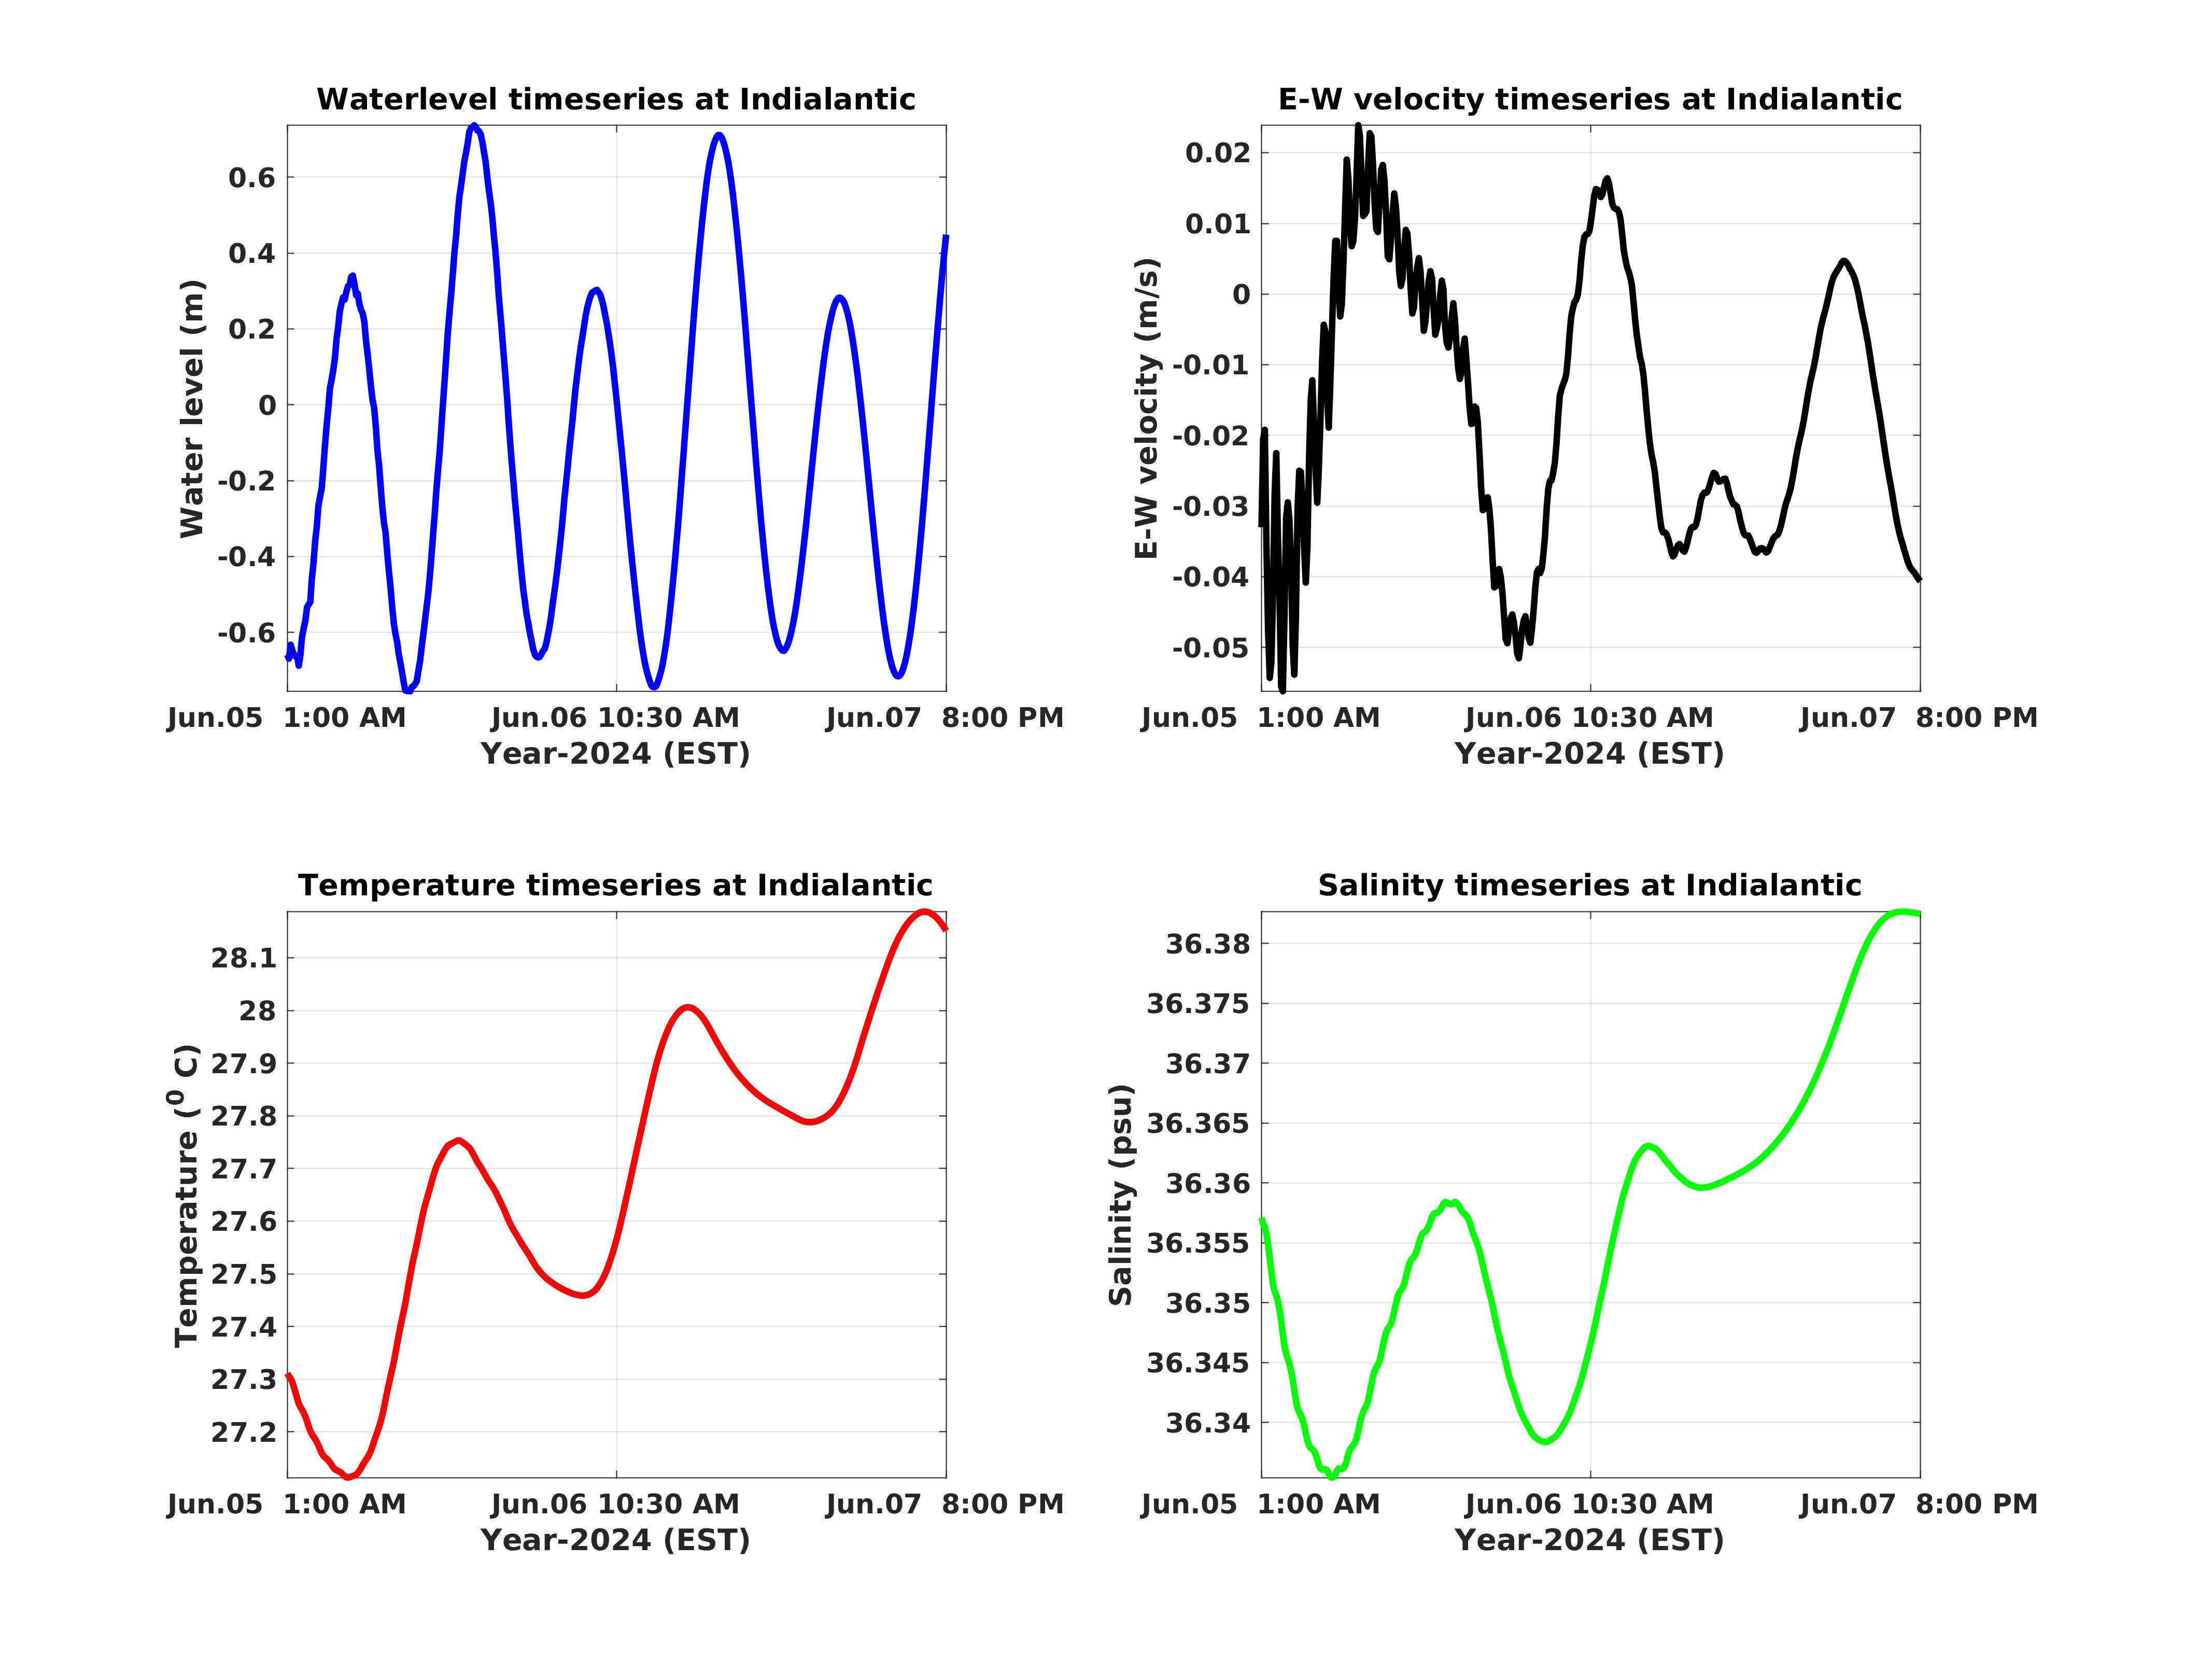 Waterlevel timeseries at Indialantic
0.6
0.4
0.2
0
-0.2
-0.4
-0.6
Water level (m)
Jun.05 1:00 AM
Jun.06 10:30 AM
Jun.07 8:00 PM
Year-2024 (EST)
E-W velocity timeseries at Indialantic
0.02
0.01
0
-0.01
-0.02
-0.03
-0.04
-0.05
E-W velocity (m/s)
Jun.05 1:00 AM
Jun.06 10:30 AM
Jun.07 8:00 PM
Year-2024 (EST)
Temperature timeseries at Indialantic
28.1
28
27.9
27.8
27.7
27.6
27.5
27.4
27.3
27.2
Temperature (⁰ C)
Jun.05 1:00 AM
Jun.06 10:30 AM
Jun.07 8:00 PM
Year-2024 (EST)
Salinity timeseries at Indialantic
36.38
36.375
36.37
36.365
36.36
36.355
36.35
36.345
36.34
Salinity (psu)
Jun.05 1:00 AM
Jun.06 10:30 AM
Jun.07 8:00 PM
Year-2024 (EST)